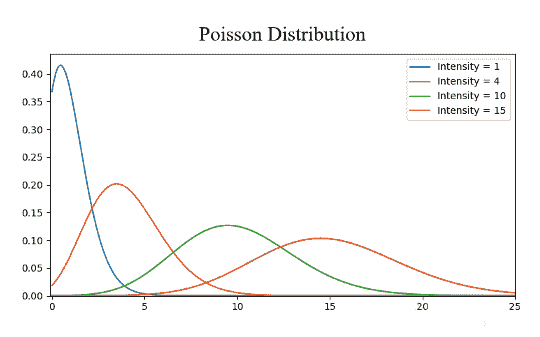 Poisson Distribution
Intensity = 1
Intensity = 4
Intensity = 10
Intensity = 15
0.40
0.35
0.30
0.25
0.20
0.15
0.10
0.05
0.00
0 5 10 15 20 25